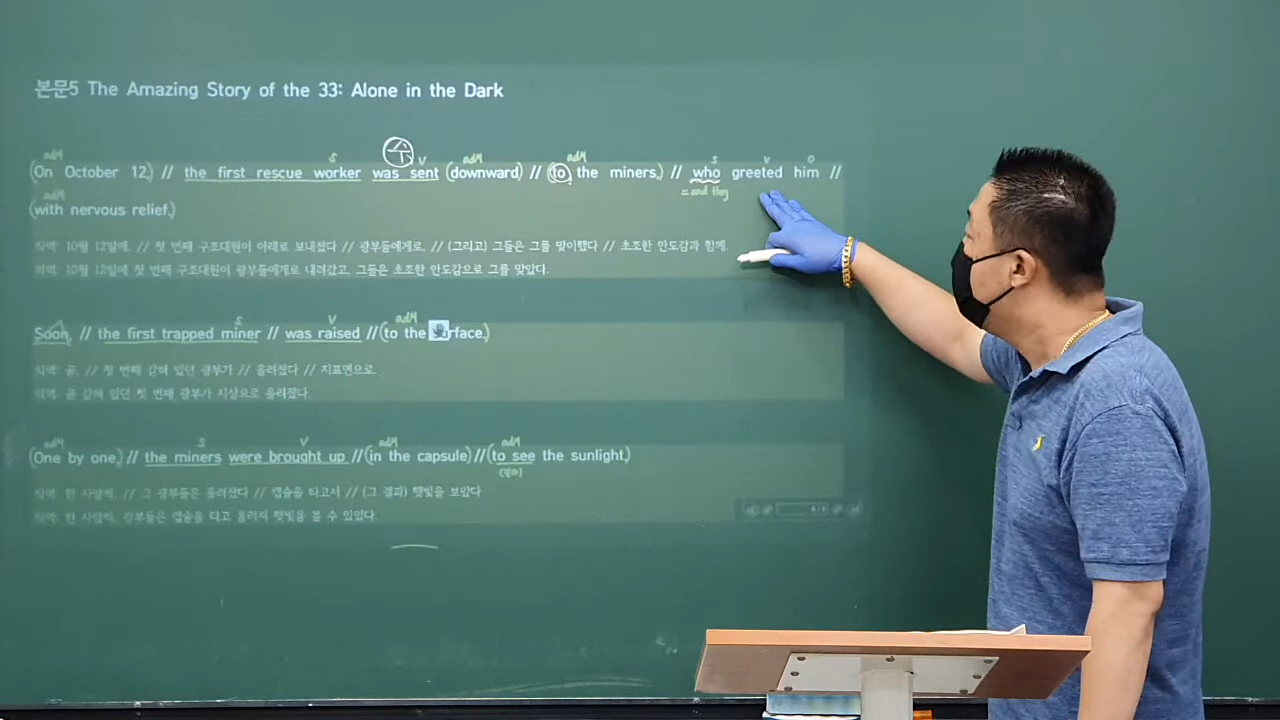 본문5 The Amazing Story of the 33: Alone in the Dark
수
adv s v adv adv s v o
(On October 12,) // the first rescue worker was sent (downward) // (to the miners,) // who greeted him //
adv = and they
(with nervous relief.)
직역: 10월 12일에, // 첫 번째 구조대원이 아래로 보내졌다 // 광부들에게로, // (그리고) 그들은 그를 맞이했다 // 초조한 안도감과 함께.
의역: 10월 12일에 첫 번째 구조대원이 광부들에게로 내려갔고, 그들은 초조한 안도감으로 그를 맞았다.
s v adv
Soon, // the first trapped miner // was raised // (to the rface.)
직역: 곧, // 첫 번째 갇혀 있던 광부가 // 올려졌다 // 지표면으로.
의역: 곧 갇혀 있던 첫 번째 광부가 지상으로 올려졌다.
adv s v adv adv
(One by one,) // the miners were brought up // (in the capsule) // (to see the sunlight.)
(결과)
직역: 한 사람씩, // 그 광부들은 올려졌다 // 캡슐을 타고서 // (그 결과) 햇빛을 보았다
의역: 한 사람씩, 광부들은 캡슐을 타고 올려져 햇빛을 볼 수 있었다.